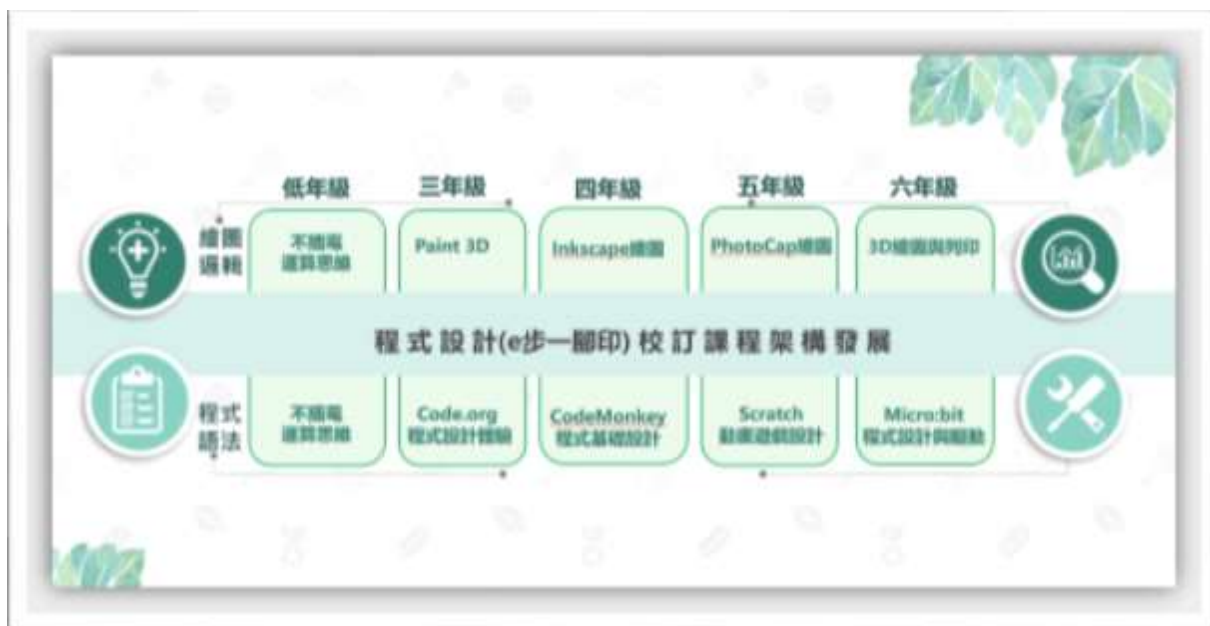 低年級 三年級 四年級 五年級 六年級
繪圖
邏輯
不插電
運算思維
Paint 3D
Inkscape繪圖
PhotoCap繪圖
3D繪圖與列印
程式設計(e步一腳印) 校訂課程架構發展
程式
語法
不插電
運算思維
Code.org
程式設計體驗
CodeMonkey
程式基礎設計
Scratch
動畫遊戲設計
Micro:bit
程式設計與驅動